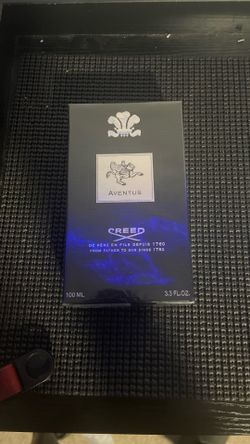 AVENTUS
CREED
DE PÈRE EN FILS DEPUIS 1760
FROM FATHER TO SON SINCE 1760
100 ML
3.3 FL.OZ.